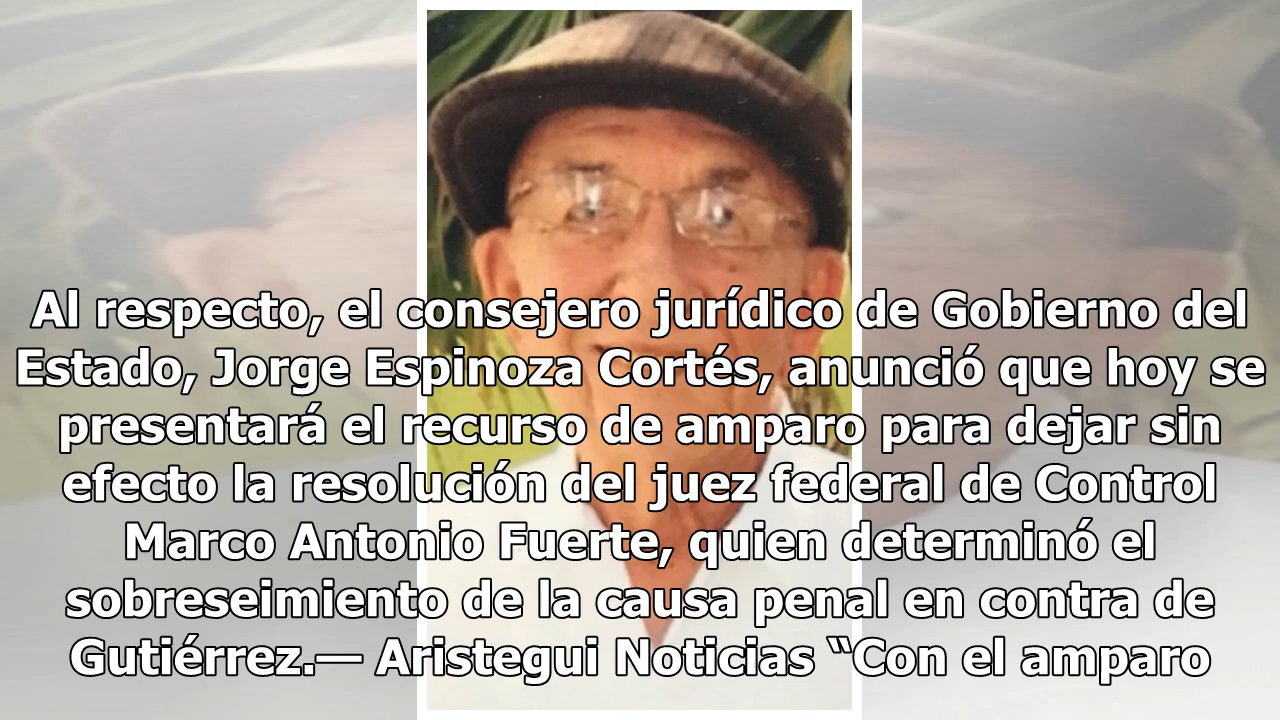 Al respecto, el consejero jurídico de Gobierno del
Estado, Jorge Espinoza Cortés, anunció que hoy se
presentará el recurso de amparo para dejar sin
efecto la resolución del juez federal de Control
Marco Antonio Fuerte, quien determinó el
sobreseimiento de la causa penal en contra de
Gutiérrez.— Aristegui Noticias “Con el amparo